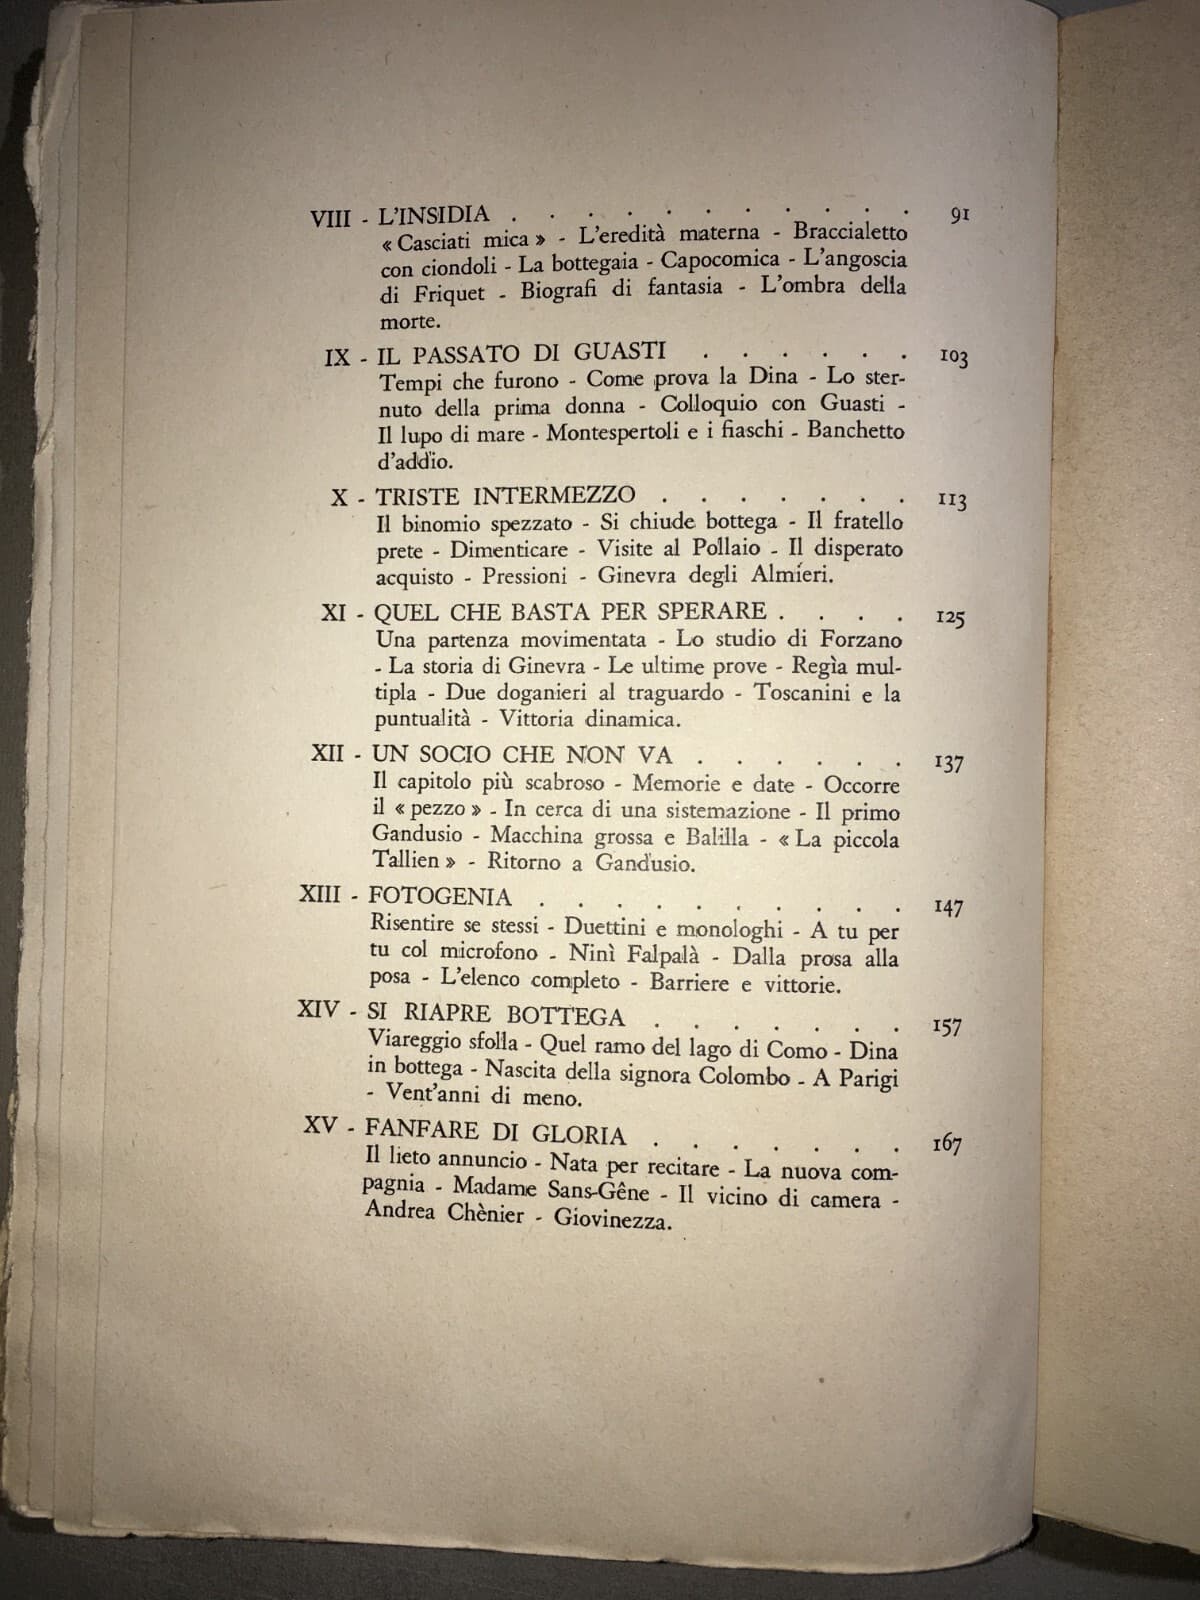 VIII - L'INSIDIA . . . . . . . . . . . 91
« Casciati mica » - L'eredità materna - Braccialetto
con ciondoli - La bottegaia - Capocomica - L'angoscia
di Friquet - Biografi di fantasia - L'ombra della
morte.
IX - IL PASSATO DI GUASTI . . . . . . 103
Tempi che furono - Come prova la Dina - Lo ster-
nuto della prima donna - Colloquio con Guasti -
Il lupo di mare - Montespertoli e i fiaschi - Banchetto
d'addio.
X - TRISTE INTERMEZZO . . . . . . . 113
Il binomio spezzato - Si chiude bottega - Il fratello
prete - Dimenticare - Visite al Pollaio - Il disperato
acquisto - Pressioni - Ginevra degli Almieri.
XI - QUEL CHE BASTA PER SPERARE . . . . 125
Una partenza movimentata - Lo studio di Forzano
- La storia di Ginevra - Le ultime prove - Regìa mul-
tipla - Due doganieri al traguardo - Toscanini e la
puntualità - Vittoria dinamica.
XII - UN SOCIO CHE NON VA . . . . . . 137
Il capitolo più scabroso - Memorie e date - Occorre
il « pezzo » - In cerca di una sistemazione - Il primo
Gandusio - Macchina grossa e Balilla - « La piccola
Tallien » - Ritorno a Gandusio.
XIII - FOTOGENIA . . . . . . . . . . 147
Risentire se stessi - Duettini e monologhi - A tu per
tu col microfono - Ninì Falpalà - Dalla prosa alla
posa - L'elenco completo - Barriere e vittorie.
XIV - SI RIAPRE BOTTEGA . . . . . . . 157
Viareggio sfolla - Quel ramo del lago di Como - Dina
in bottega - Nascita della signora Colombo - A Parigi
- Vent'anni di meno.
XV - FANFARE DI GLORIA . . . . . . . 167
Il lieto annuncio - Nata per recitare - La nuova com-
pagnia - Madame Sans-Gêne - Il vicino di camera -
Andrea Chènier - Giovinezza.